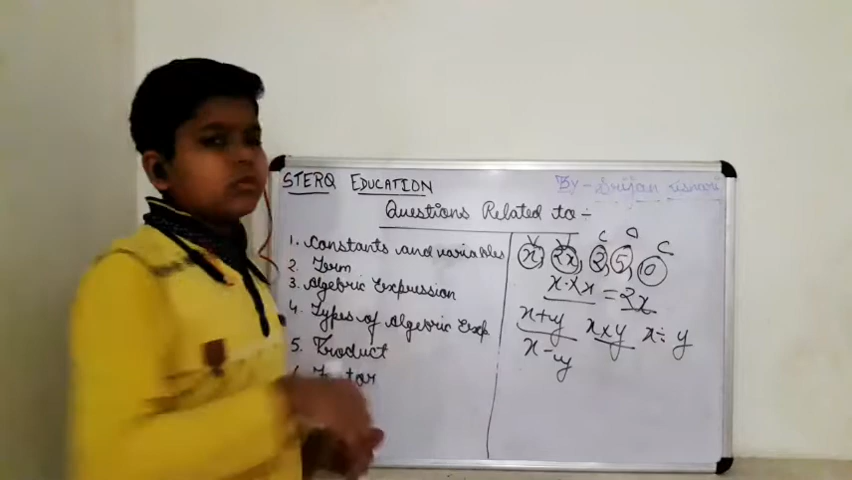 STERQ EDUCATION
By - Srijan
Questions Related to :-
1. Constants and variables
2. Term
3. Algebric Expression
4. Types of Algebric Exp
5. Product
V V C C C
x, 2x, 2, 5, 0
= 2x
x+y x×y x÷y
x-y